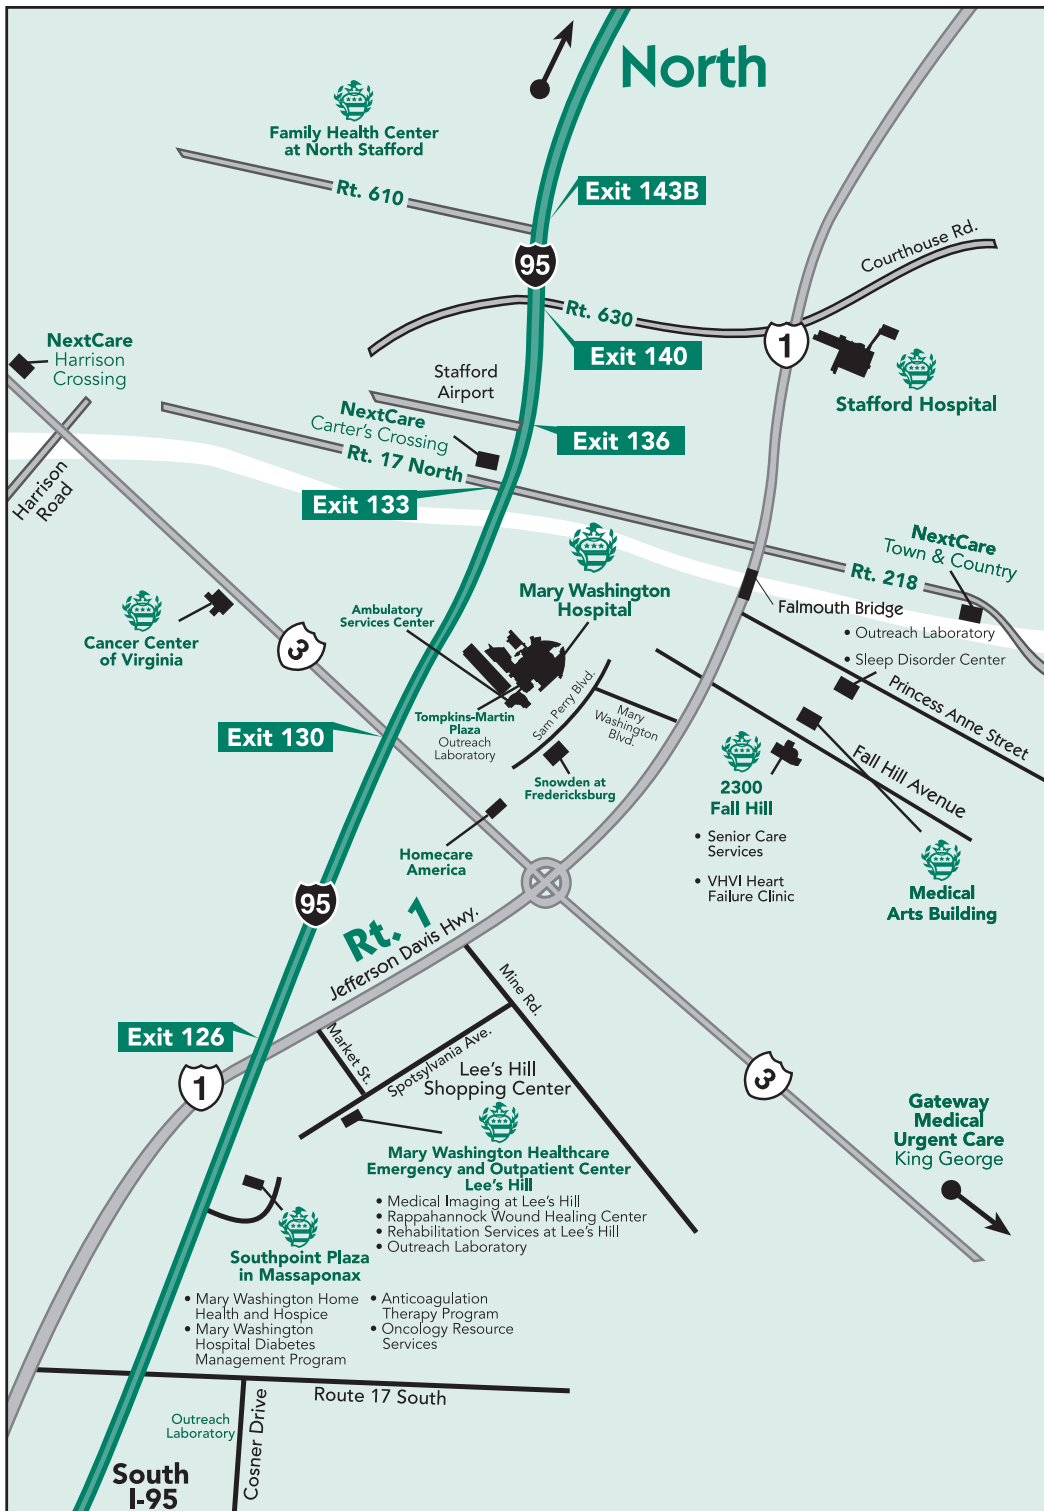 North
Family Health Center
at North Stafford
Rt. 610
Exit 143B
95
Courthouse Rd.
Rt. 630
1
Exit 140
NextCare
Harrison
Crossing
Stafford
Airport
Stafford Hospital
NextCare
Carter's Crossing
Exit 136
Rt. 17 North
Harrison
Road
Exit 133
NextCare
Town & Country
Rt. 218
Mary Washington
Hospital
Falmouth Bridge
Ambulatory
Services Center
Cancer Center
of Virginia
3
• Outreach Laboratory
• Sleep Disorder Center
Princess Anne Street
Sam Perry Blvd.
Mary
Washington
Blvd.
Tompkins-Martin
Plaza
Outreach
Laboratory
Exit 130
Fall Hill Avenue
Snowden at
Fredericksburg
2300
Fall Hill
• Senior Care
Services
• VHVI Heart
Failure Clinic
Homecare
America
Medical
Arts Building
95
Rt. 1
Jefferson Davis Hwy.
Mine Rd.
Exit 126
Market St.
Spotsylvania Ave.
Lee's Hill
Shopping Center
1
3
Gateway
Medical
Urgent Care
King George
Mary Washington Healthcare
Emergency and Outpatient Center
Lee's Hill
• Medical Imaging at Lee's Hill
• Rappahannock Wound Healing Center
• Rehabilitation Services at Lee's Hill
• Outreach Laboratory
Southpoint Plaza
in Massaponax
• Mary Washington Home
Health and Hospice
• Mary Washington
Hospital Diabetes
Management Program
• Anticoagulation
Therapy Program
• Oncology Resource
Services
Route 17 South
Outreach
Laboratory
Cosner Drive
South
I-95